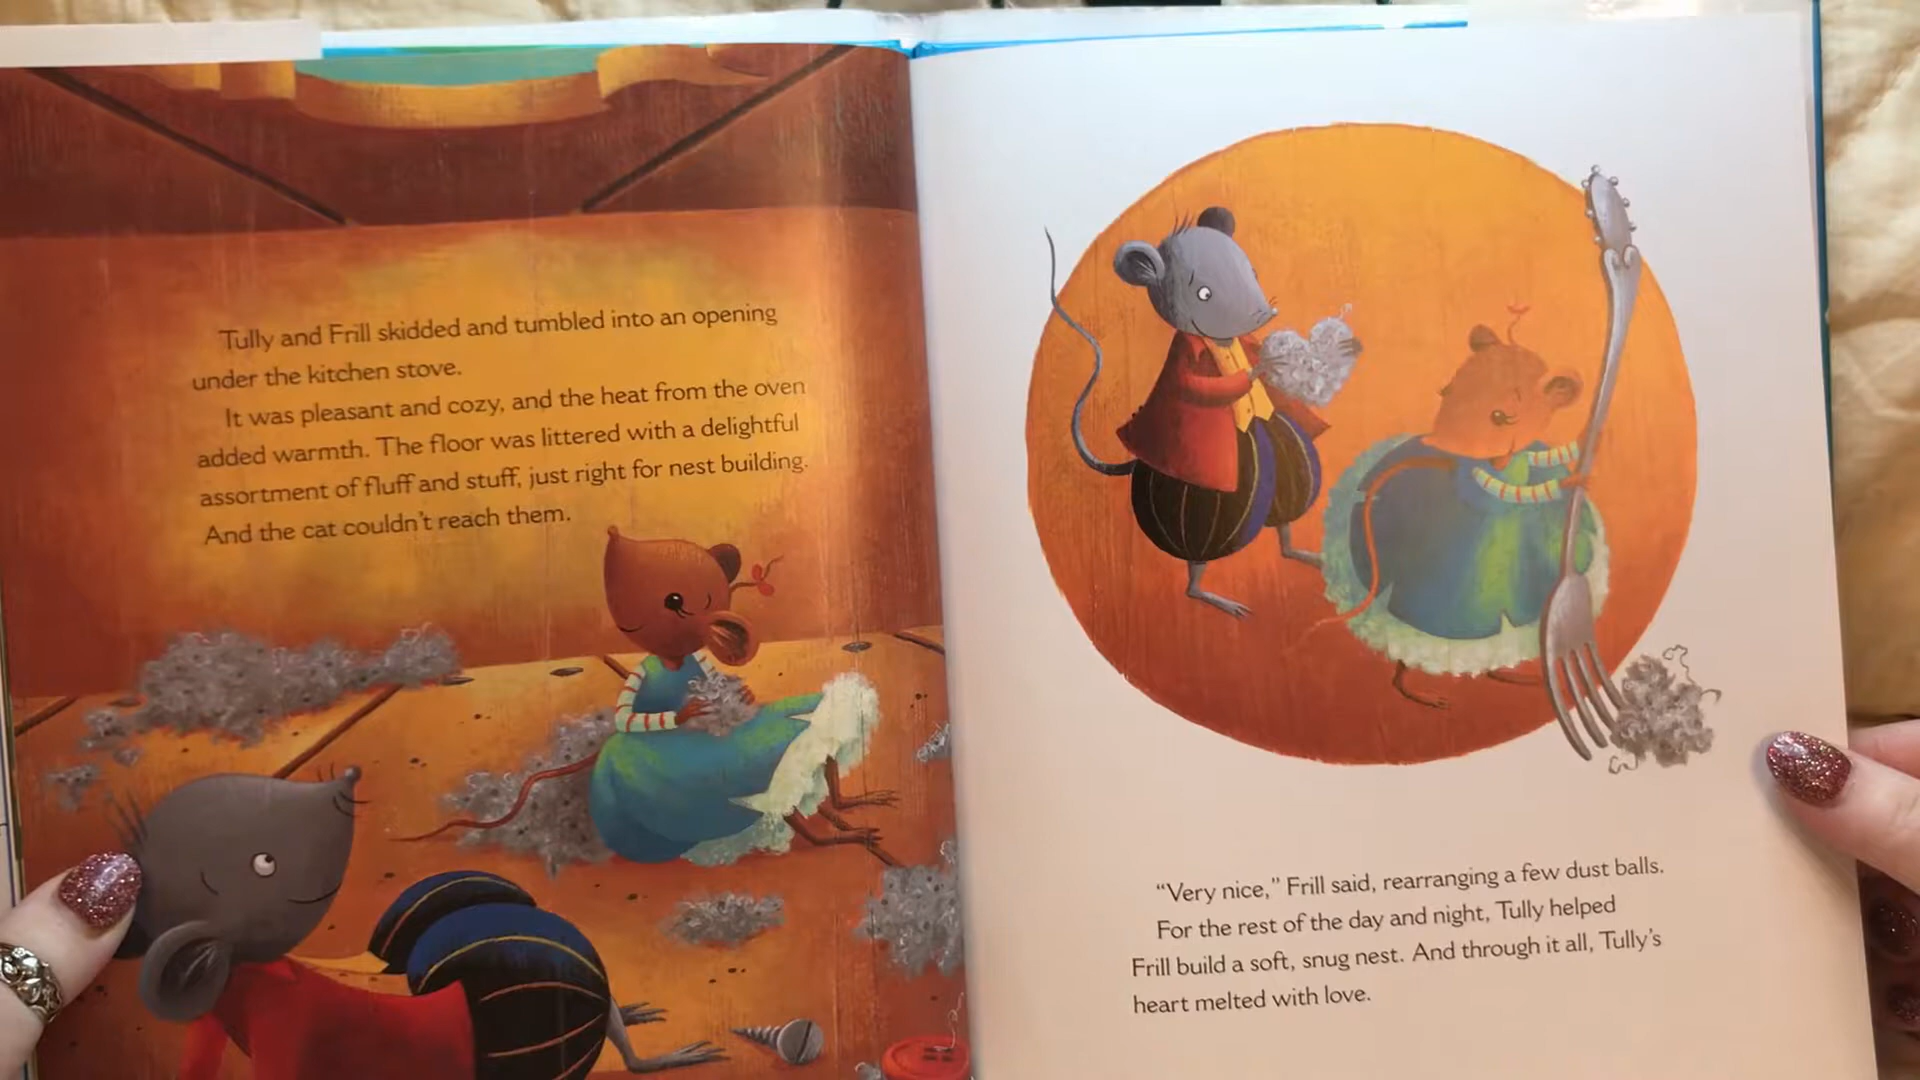 Tully and Frill skidded and tumbled into an opening
under the kitchen stove.
It was pleasant and cozy, and the heat from the oven
added warmth. The floor was littered with a delightful
assortment of fluff and stuff, just right for nest building.
And the cat couldn't reach them.
“Very nice,” Frill said, rearranging a few dust balls.
For the rest of the day and night, Tully helped
Frill build a soft, snug nest. And through it all, Tully's
heart melted with love.